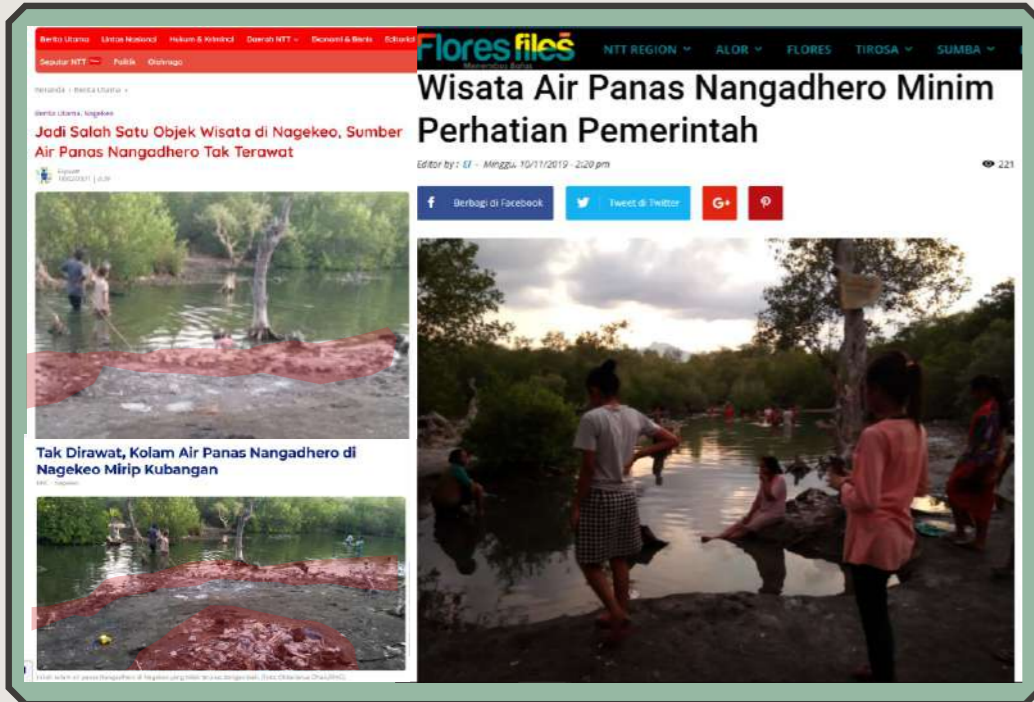 Berita Utama Lintas Nasional Hukum & Kriminal Daerah NTT Ekonomi & Bisnis Editorial
Seputar NTT Politik Olahraga
Beranda › Berita Utama ›
Berita Utama, Nagekeo
Jadi Salah Satu Objek Wisata di Nagekeo, Sumber
Air Panas Nangadhero Tak Terawat
Tak Dirawat, Kolam Air Panas Nangadhero di
Nagekeo Mirip Kubangan
Flores files
NTT REGION ALOR FLORES TIROSA SUMBA
Wisata Air Panas Nangadhero Minim
Perhatian Pemerintah
Editor by : El - Minggu, 10/11/2019 - 2:20 pm
221
Berbagi di Facebook Tweet di Twitter G+